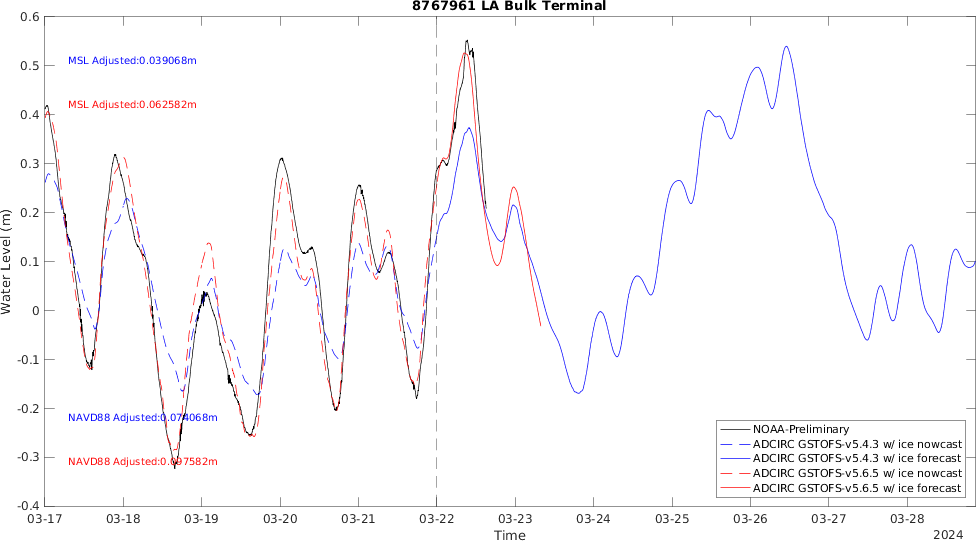 8767961 LA Bulk Terminal
0.6
0.5
0.4
0.3
0.2
0.1
0
-0.1
-0.2
-0.3
-0.4
Water Level (m)
MSL Adjusted:0.039068m
MSL Adjusted:0.062582m
NAVD88 Adjusted:0.074068m
NAVD88 Adjusted:0.097582m
NOAA-Preliminary
ADCIRC GSTOFS-v5.4.3 w/ ice nowcast
ADCIRC GSTOFS-v5.4.3 w/ ice forecast
ADCIRC GSTOFS-v5.6.5 w/ ice nowcast
ADCIRC GSTOFS-v5.6.5 w/ ice forecast
03-17 03-18 03-19 03-20 03-21 03-22 03-23 03-24 03-25 03-26 03-27 03-28
Time
2024